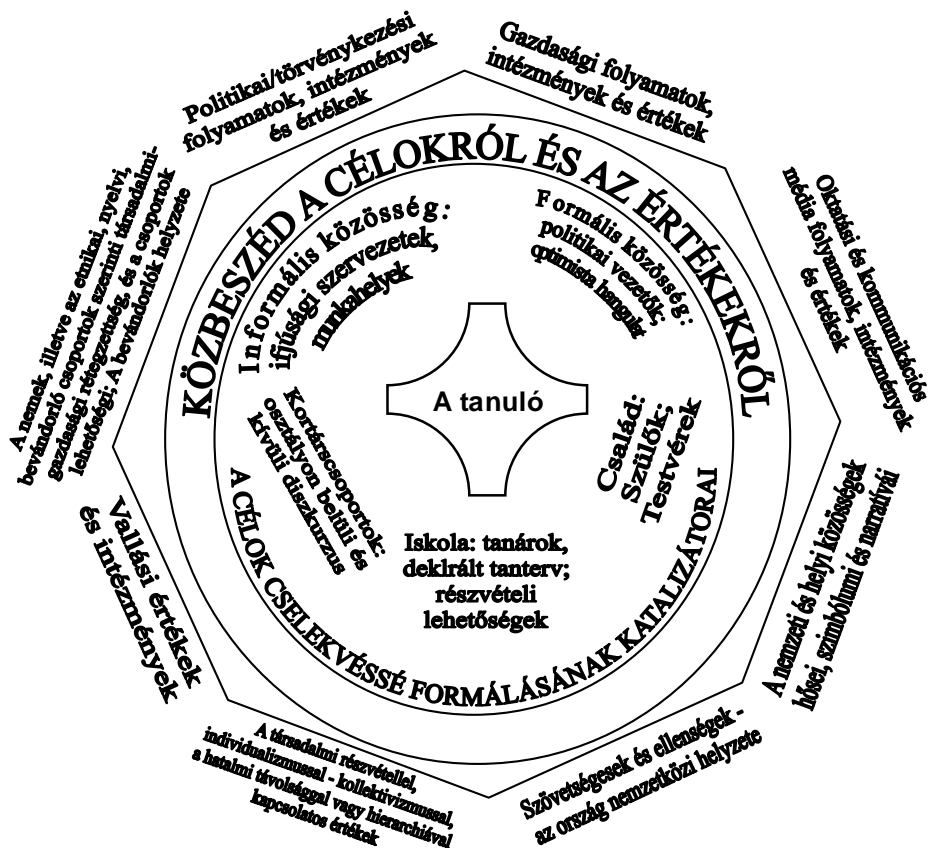 Politikai/törvénykezési
folyamatok, intézmények
és értékek
Gazdasági folyamatok,
intézmények és értékek
Oktatási és kommunikációs
média folyamatok, intézmények
és értékek
A nemzeti és helyi közösségek
hősei, szimbólumi és narratívái
Szövetségesek és ellenségek -
az ország nemzetközi helyzete
A társadalmi részvétellel,
individualizmussal - kollektivizmussal,
a hatalmi távolsággal vagy hierarchiával
kapcsolatos értékek
Vallási értékek
és intézmények
A nemek, illetve az etnikai, nyelvi,
bevándorló csoportok szerinti társadalmi-
gazdasági rétegzettség, és a csoportok
lehetőségi; A bevándorlók helyzete
KÖZBESZÉD A CÉLOKRÓL ÉS AZ ÉRTÉKEKRŐL
A CÉLOK CSELEKVÉSSÉ FORMÁLÁSÁNAK KATALIZÁTORAI
Informális közösség:
ifjúsági szervezetek,
munkahelyek
Formális közösség:
politikai vezetők;
optimista hangulat
A tanuló
Család:
Szülők;
Testvérek
Kortárscsoportok:
osztályon belüli és
kívüli diszkurzus
Iskola: tanárok,
deklrált tanterv;
részvételi
lehetőségek